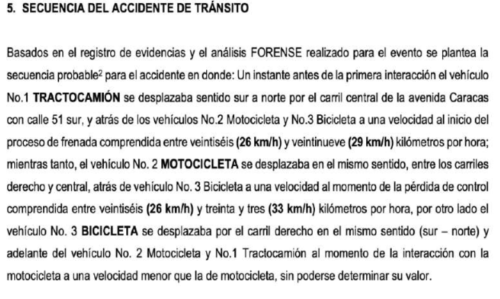 5. SECUENCIA DEL ACCIDENTE DE TRÁNSITO
Basados en el registro de evidencias y el análisis FORENSE realizado para el evento se plantea la
secuencia probable² para el accidente en donde: Un instante antes de la primera interacción el vehículo
No.1 TRACTOCAMIÓN se desplazaba sentido sur a norte por el carril central de la avenida Caracas
con calle 51 sur, y atrás de los vehículos No.2 Motocicleta y No.3 Bicicleta a una velocidad al inicio del
proceso de frenada comprendida entre veintiséis (26 km/h) y veintinueve (29 km/h) kilómetros por hora;
mientras tanto, el vehículo No. 2 MOTOCICLETA se desplazaba en el mismo sentido, entre los carriles
derecho y central, atrás de vehículo No. 3 Bicicleta a una velocidad al momento de la pérdida de control
comprendida entre veintiséis (26 km/h) y treinta y tres (33 km/h) kilómetros por hora, por otro lado el
vehículo No. 3 BICICLETA se desplazaba por el carril derecho en el mismo sentido (sur – norte) y
adelante del vehículo No. 2 Motocicleta y No.1 Tractocamión al momento de la interacción con la
motocicleta a una velocidad menor que la de motocicleta, sin poderse determinar su valor.